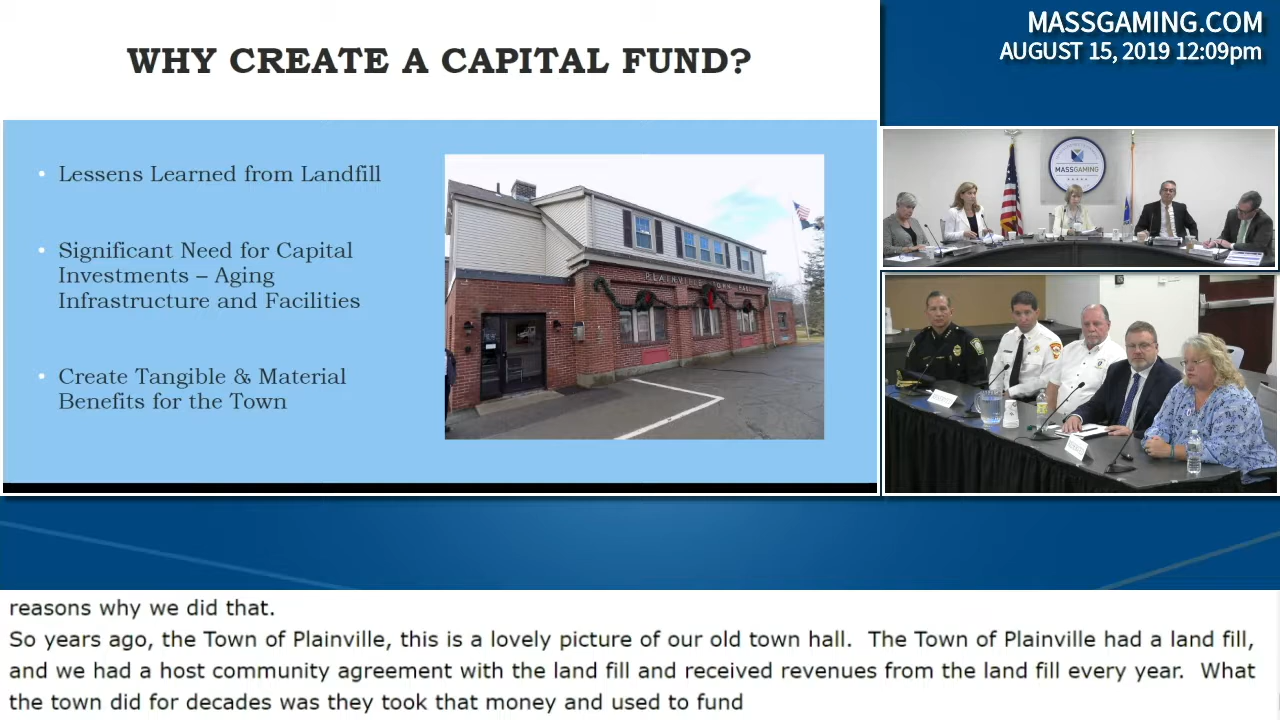 WHY CREATE A CAPITAL FUND?
• Lessens Learned from Landfill
• Significant Need for Capital
Investments – Aging
Infrastructure and Facilities
• Create Tangible & Material
Benefits for the Town
PLAINVILLE TOWN HALL
MASSGAMING.COM
AUGUST 15, 2019 12:09pm
MASSGAMING
reasons why we did that.
So years ago, the Town of Plainville, this is a lovely picture of our old town hall.  The Town of Plainville had a land fill,
and we had a host community agreement with the land fill and received revenues from the land fill every year.  What
the town did for decades was they took that money and used to fund